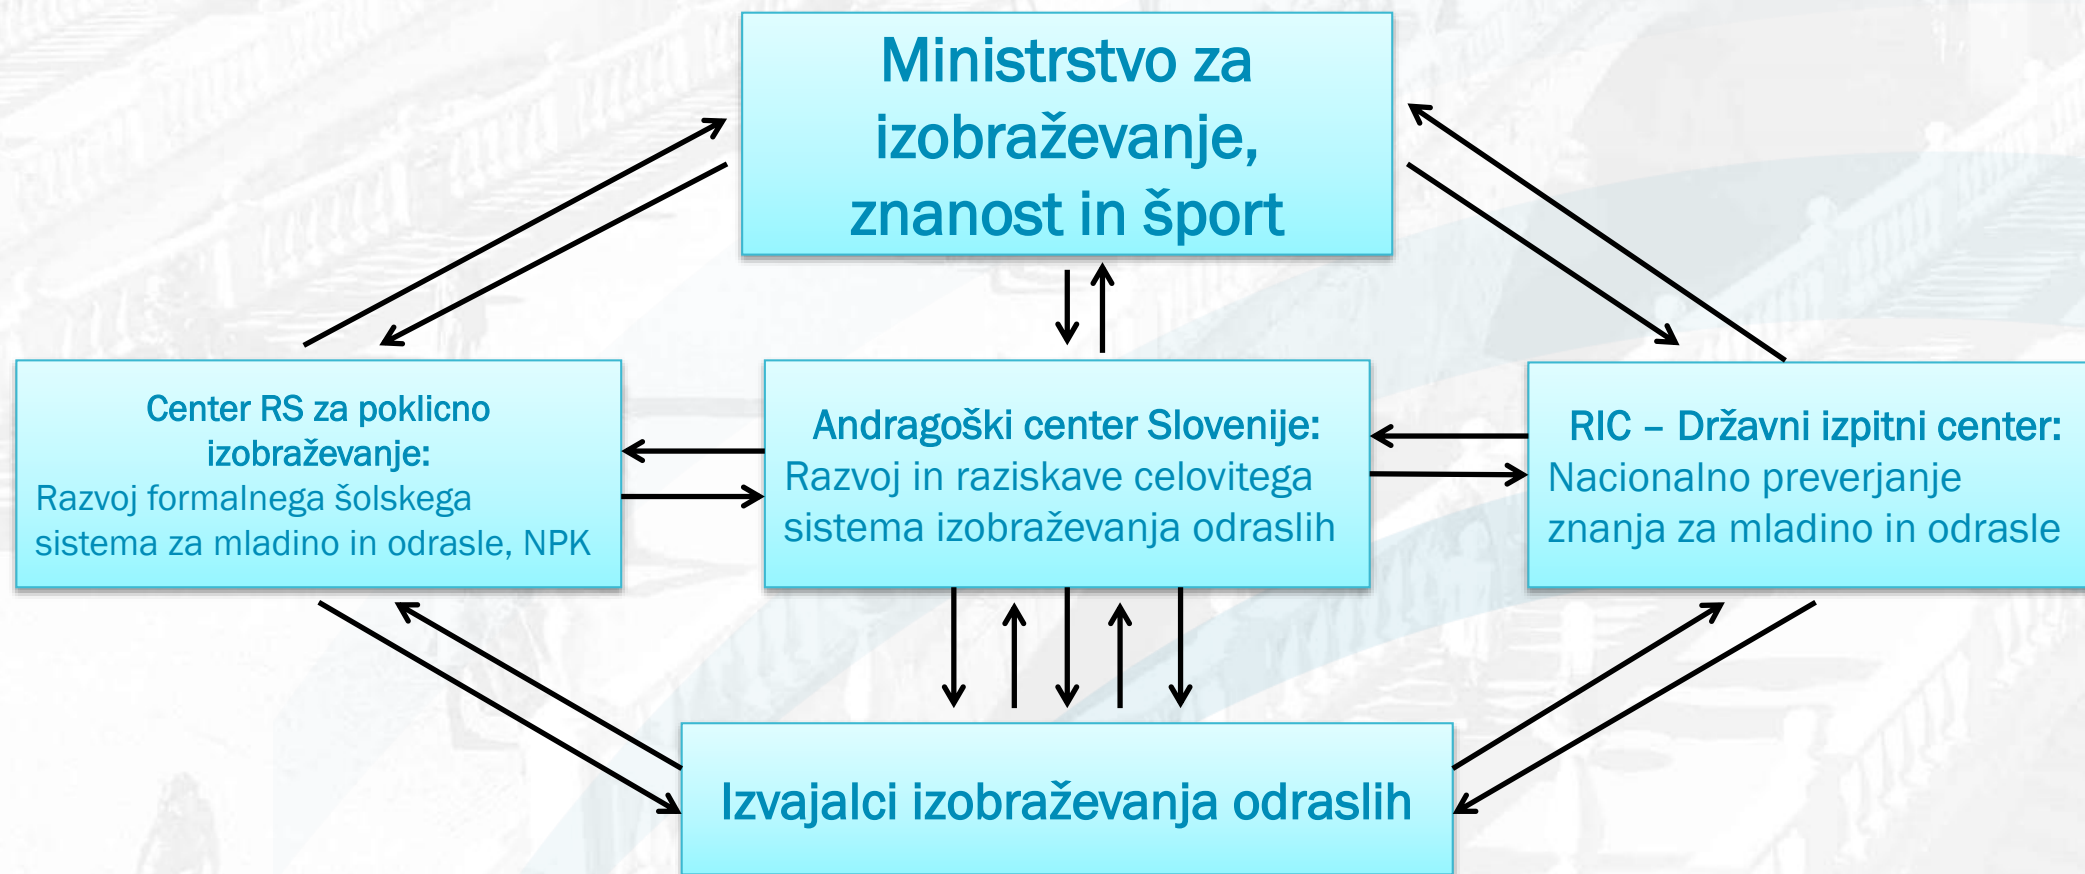 Ministrstvo za
izobraževanje,
znanost in šport
Center RS za poklicno
izobraževanje:
Razvoj formalnega šolskega
sistema za mladino in odrasle, NPK
Andragoški center Slovenije:
Razvoj in raziskave celovitega
sistema izobraževanja odraslih
RIC – Državni izpitni center:
Nacionalno preverjanje
znanja za mladino in odrasle
Izvajalci izobraževanja odraslih